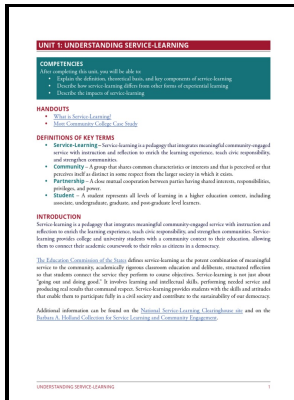 UNIT 1: UNDERSTANDING SERVICE-LEARNING
COMPETENCIES
After completing this unit, you will be able to
• Explain the definition, theoretical basis, and key components of service-learning
• Describe how service-learning differs from other forms of experiential learning
• Describe the impacts of service-learning
HANDOUTS
• What is Service-Learning?
• Mott Community College Case Study
DEFINITIONS OF KEY TERMS
• Service-Learning – Service-learning is a pedagogy that integrates meaningful community-engaged
service with instruction and reflection to enrich the learning experience, teach civic responsibility,
and strengthen communities.
• Community – A group that shares common characteristics or interests and that is perceived or that
perceives itself as distinct in some respect from the larger society in which it exists.
• Partnership – A close mutual cooperation between parties having shared interests, responsibilities,
privileges, and power.
• Student – A student represents all levels of learning in a higher education context, including
associate, undergraduate, graduate, and post-graduate level learners.
INTRODUCTION
Service-learning is a pedagogy that integrates meaningful community-engaged service with instruction and
reflection to enrich the learning experience, teach civic responsibility, and strengthen communities. Service-
learning provides college and university students with a community context to their education, allowing
them to connect their academic coursework to their roles as citizens in a democracy.
The Education Commission of the States defines service-learning as the potent combination of meaningful
service to the community, academically rigorous classroom education and deliberate, structured reflection
so that students connect the service they perform to course objectives. Service-learning is not just about
"going out and doing good." It involves learning and intellectual skills, performing needed service and
producing real results that command respect. Service-learning provides students with the skills and attitudes
that enable them to participate fully in a civil society and contribute to the sustainability of our democracy.
Additional information can be found on the National Service-Learning Clearinghouse site and on the
Barbara A. Holland Collection for Service Learning and Community Engagement.
UNDERSTANDING SERVICE-LEARNING 1